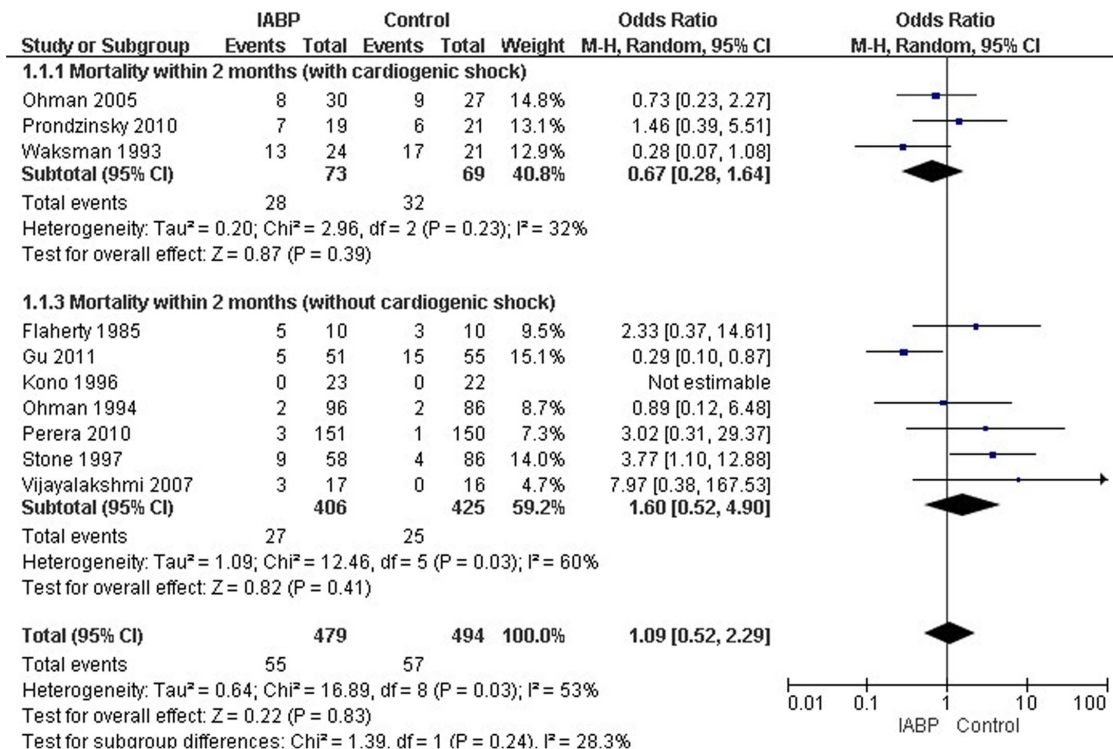 IABP Control Odds Ratio Odds Ratio
Study or Subgroup Events Total Events Total Weight M-H, Random, 95% CI M-H, Random, 95% CI
1.1.1 Mortality within 2 months (with cardiogenic shock)
Ohman 2005 8 30 9 27 14.8% 0.73 [0.23, 2.27]
Prondzinsky 2010 7 19 6 21 13.1% 1.46 [0.39, 5.51]
Waksman 1993 13 24 17 21 12.9% 0.28 [0.07, 1.08]
Subtotal (95% CI) 73 69 40.8% 0.67 [0.28, 1.64]
Total events 28 32
Heterogeneity: Tau² = 0.20; Chi² = 2.96, df = 2 (P = 0.23); I² = 32%
Test for overall effect: Z = 0.87 (P = 0.39)
1.1.3 Mortality within 2 months (without cardiogenic shock)
Flaherty 1985 5 10 3 10 9.5% 2.33 [0.37, 14.61]
Gu 2011 5 51 15 55 15.1% 0.29 [0.10, 0.87]
Kono 1996 0 23 0 22 Not estimable
Ohman 1994 2 96 2 86 8.7% 0.89 [0.12, 6.48]
Perera 2010 3 151 1 150 7.3% 3.02 [0.31, 29.37]
Stone 1997 9 58 4 86 14.0% 3.77 [1.10, 12.88]
Vijayalakshmi 2007 3 17 0 16 4.7% 7.97 [0.38, 167.53]
Subtotal (95% CI) 406 425 59.2% 1.60 [0.52, 4.90]
Total events 27 25
Heterogeneity: Tau² = 1.09; Chi² = 12.46, df = 5 (P = 0.03); I² = 60%
Test for overall effect: Z = 0.82 (P = 0.41)
Total (95% CI) 479 494 100.0% 1.09 [0.52, 2.29]
Total events 55 57
Heterogeneity: Tau² = 0.64; Chi² = 16.89, df = 8 (P = 0.03); I² = 53%
Test for overall effect: Z = 0.22 (P = 0.83)
Test for subgroup differences: Chi² = 1.39, df = 1 (P = 0.24), I² = 28.3%
0.01 0.1 1 10 100
IABP Control